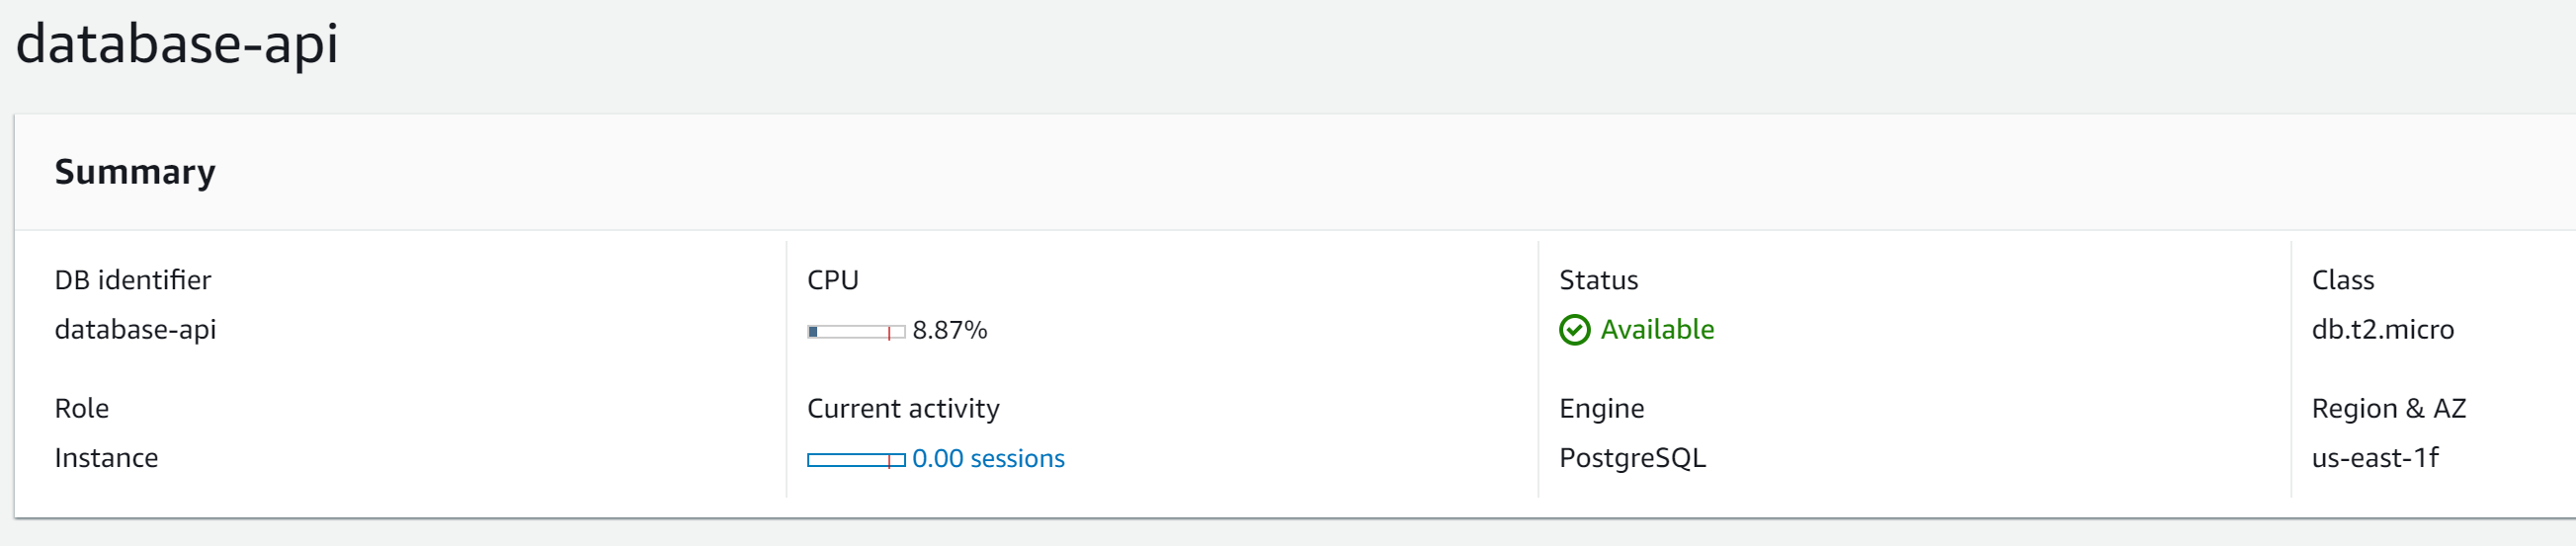 database-api
Summary
DB identifier
database-api
CPU
8.87%
Status
Available
Class
db.t2.micro
Role
Instance
Current activity
0.00 sessions
Engine
PostgreSQL
Region & AZ
us-east-1f